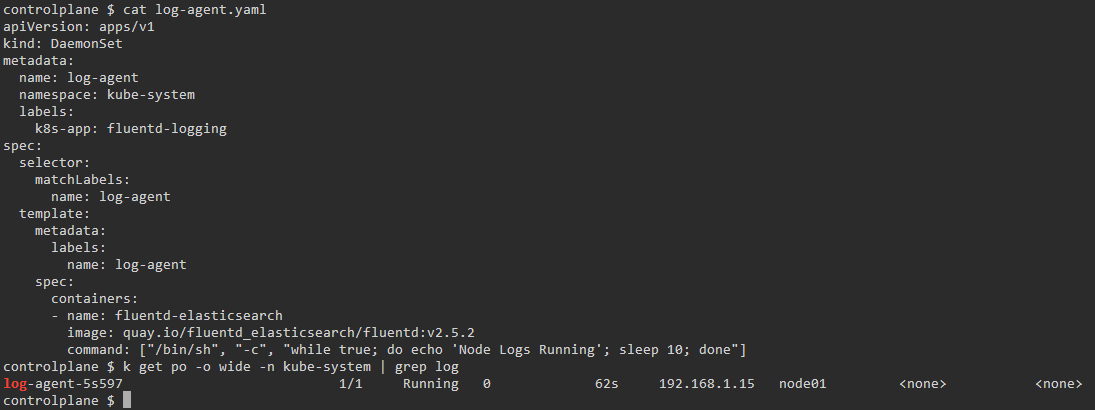 controlplane $ cat log-agent.yaml
apiVersion: apps/v1
kind: DaemonSet
metadata:
  name: log-agent
  namespace: kube-system
  labels:
    k8s-app: fluentd-logging
spec:
  selector:
    matchLabels:
      name: log-agent
  template:
    metadata:
      labels:
        name: log-agent
    spec:
      containers:
      - name: fluentd-elasticsearch
        image: quay.io/fluentd_elasticsearch/fluentd:v2.5.2
        command: ["/bin/sh", "-c", "while true; do echo 'Node Logs Running'; sleep 10; done"]
controlplane $ k get po -o wide -n kube-system | grep log
log-agent-5s597                           1/1     Running   0             62s     192.168.1.15   node01         <none>           <none>
controlplane $